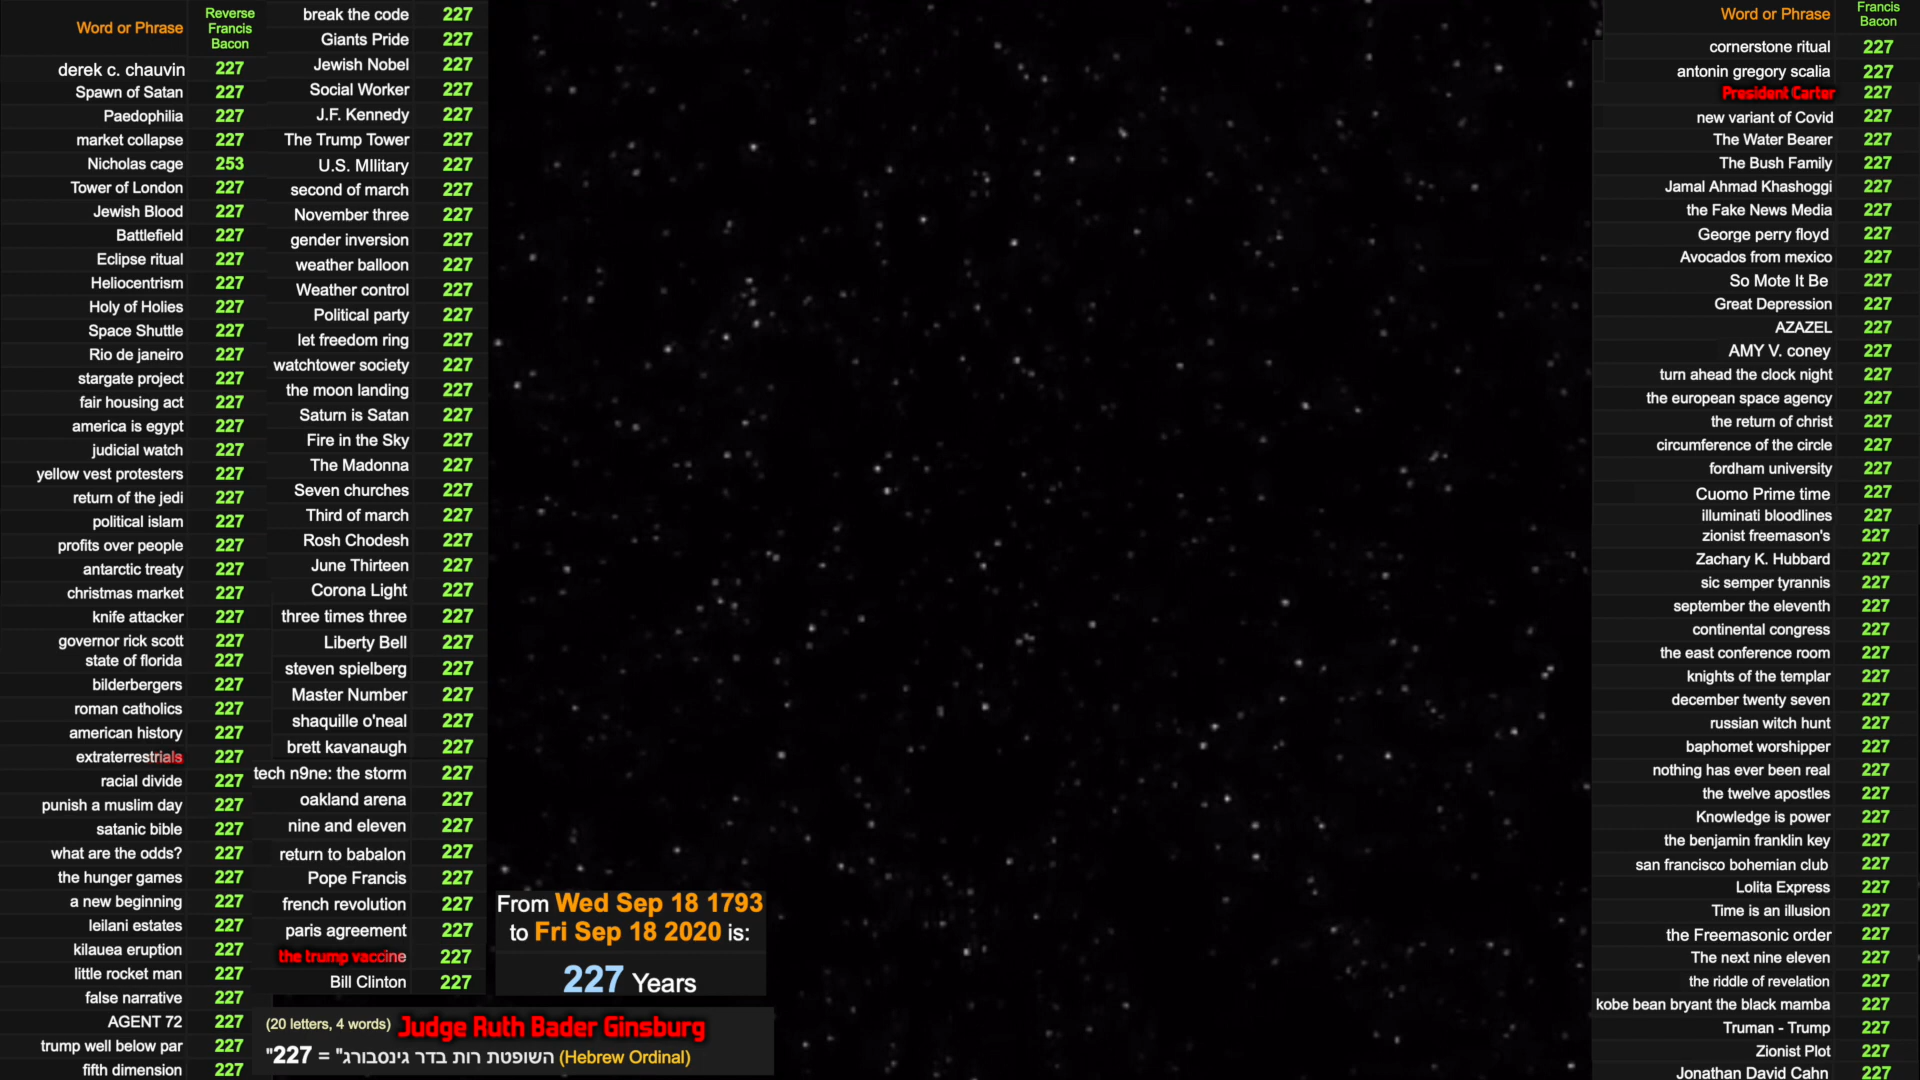 Word or Phrase Reverse Francis Bacon
derek c. chauvin 227
Spawn of Satan 227
Paedophilia 227
market collapse 227
Nicholas cage 253
Tower of London 227
Jewish Blood 227
Battlefield 227
Eclipse ritual 227
Heliocentrism 227
Holy of Holies 227
Space Shuttle 227
Rio de janeiro 227
stargate project 227
fair housing act 227
america is egypt 227
judicial watch 227
yellow vest protesters 227
return of the jedi 227
political islam 227
profits over people 227
antarctic treaty 227
christmas market 227
knife attacker 227
governor rick scott 227
state of florida 227
bilderbergers 227
roman catholics 227
american history 227
extraterrestrials 227
racial divide 227
punish a muslim day 227
satanic bible 227
what are the odds? 227
the hunger games 227
a new beginning 227
leilani estates 227
kilauea eruption 227
little rocket man 227
false narrative 227
AGENT 72 227
trump well below par 227
fifth dimension 227
break the code 227
Giants Pride 227
Jewish Nobel 227
Social Worker 227
J.F. Kennedy 227
The Trump Tower 227
U.S. MIlitary 227
second of march 227
November three 227
gender inversion 227
weather balloon 227
Weather control 227
Political party 227
let freedom ring 227
watchtower society 227
the moon landing 227
Saturn is Satan 227
Fire in the Sky 227
The Madonna 227
Seven churches 227
Third of march 227
Rosh Chodesh 227
June Thirteen 227
Corona Light 227
three times three 227
Liberty Bell 227
steven spielberg 227
Master Number 227
shaquille o'neal 227
brett kavanaugh 227
tech n9ne: the storm 227
oakland arena 227
nine and eleven 227
return to babalon 227
Pope Francis 227
french revolution 227
paris agreement 227
the trump vaccine 227
Bill Clinton 227
From Wed Sep 18 1793
to Fri Sep 18 2020 is:
227 Years
(20 letters, 4 words) Judge Ruth Bader Ginsburg
"השופטת רות בדר גינסבורג" = 227" (Hebrew Ordinal)
Word or Phrase Francis Bacon
cornerstone ritual 227
antonin gregory scalia 227
President Carter 227
new variant of Covid 227
The Water Bearer 227
The Bush Family 227
Jamal Ahmad Khashoggi 227
the Fake News Media 227
George perry floyd 227
Avocados from mexico 227
So Mote It Be 227
Great Depression 227
AZAZEL 227
AMY V. coney 227
turn ahead the clock night 227
the european space agency 227
the return of christ 227
circumference of the circle 227
fordham university 227
Cuomo Prime time 227
illuminati bloodlines 227
zionist freemason's 227
Zachary K. Hubbard 227
sic semper tyrannis 227
september the eleventh 227
continental congress 227
the east conference room 227
knights of the templar 227
december twenty seven 227
russian witch hunt 227
baphomet worshipper 227
nothing has ever been real 227
the twelve apostles 227
Knowledge is power 227
the benjamin franklin key 227
san francisco bohemian club 227
Lolita Express 227
Time is an illusion 227
the Freemasonic order 227
The next nine eleven 227
the riddle of revelation 227
kobe bean bryant the black mamba 227
Truman - Trump 227
Zionist Plot 227
Jonathan David Cahn 227